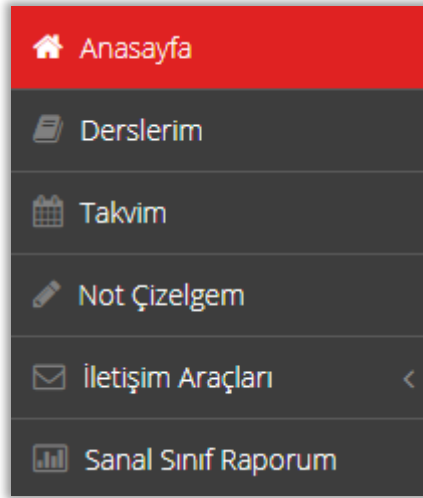 Anasayfa
Derslerim
Takvim
Not Çizelgem
İletişim Araçları
Sanal Sınıf Raporum